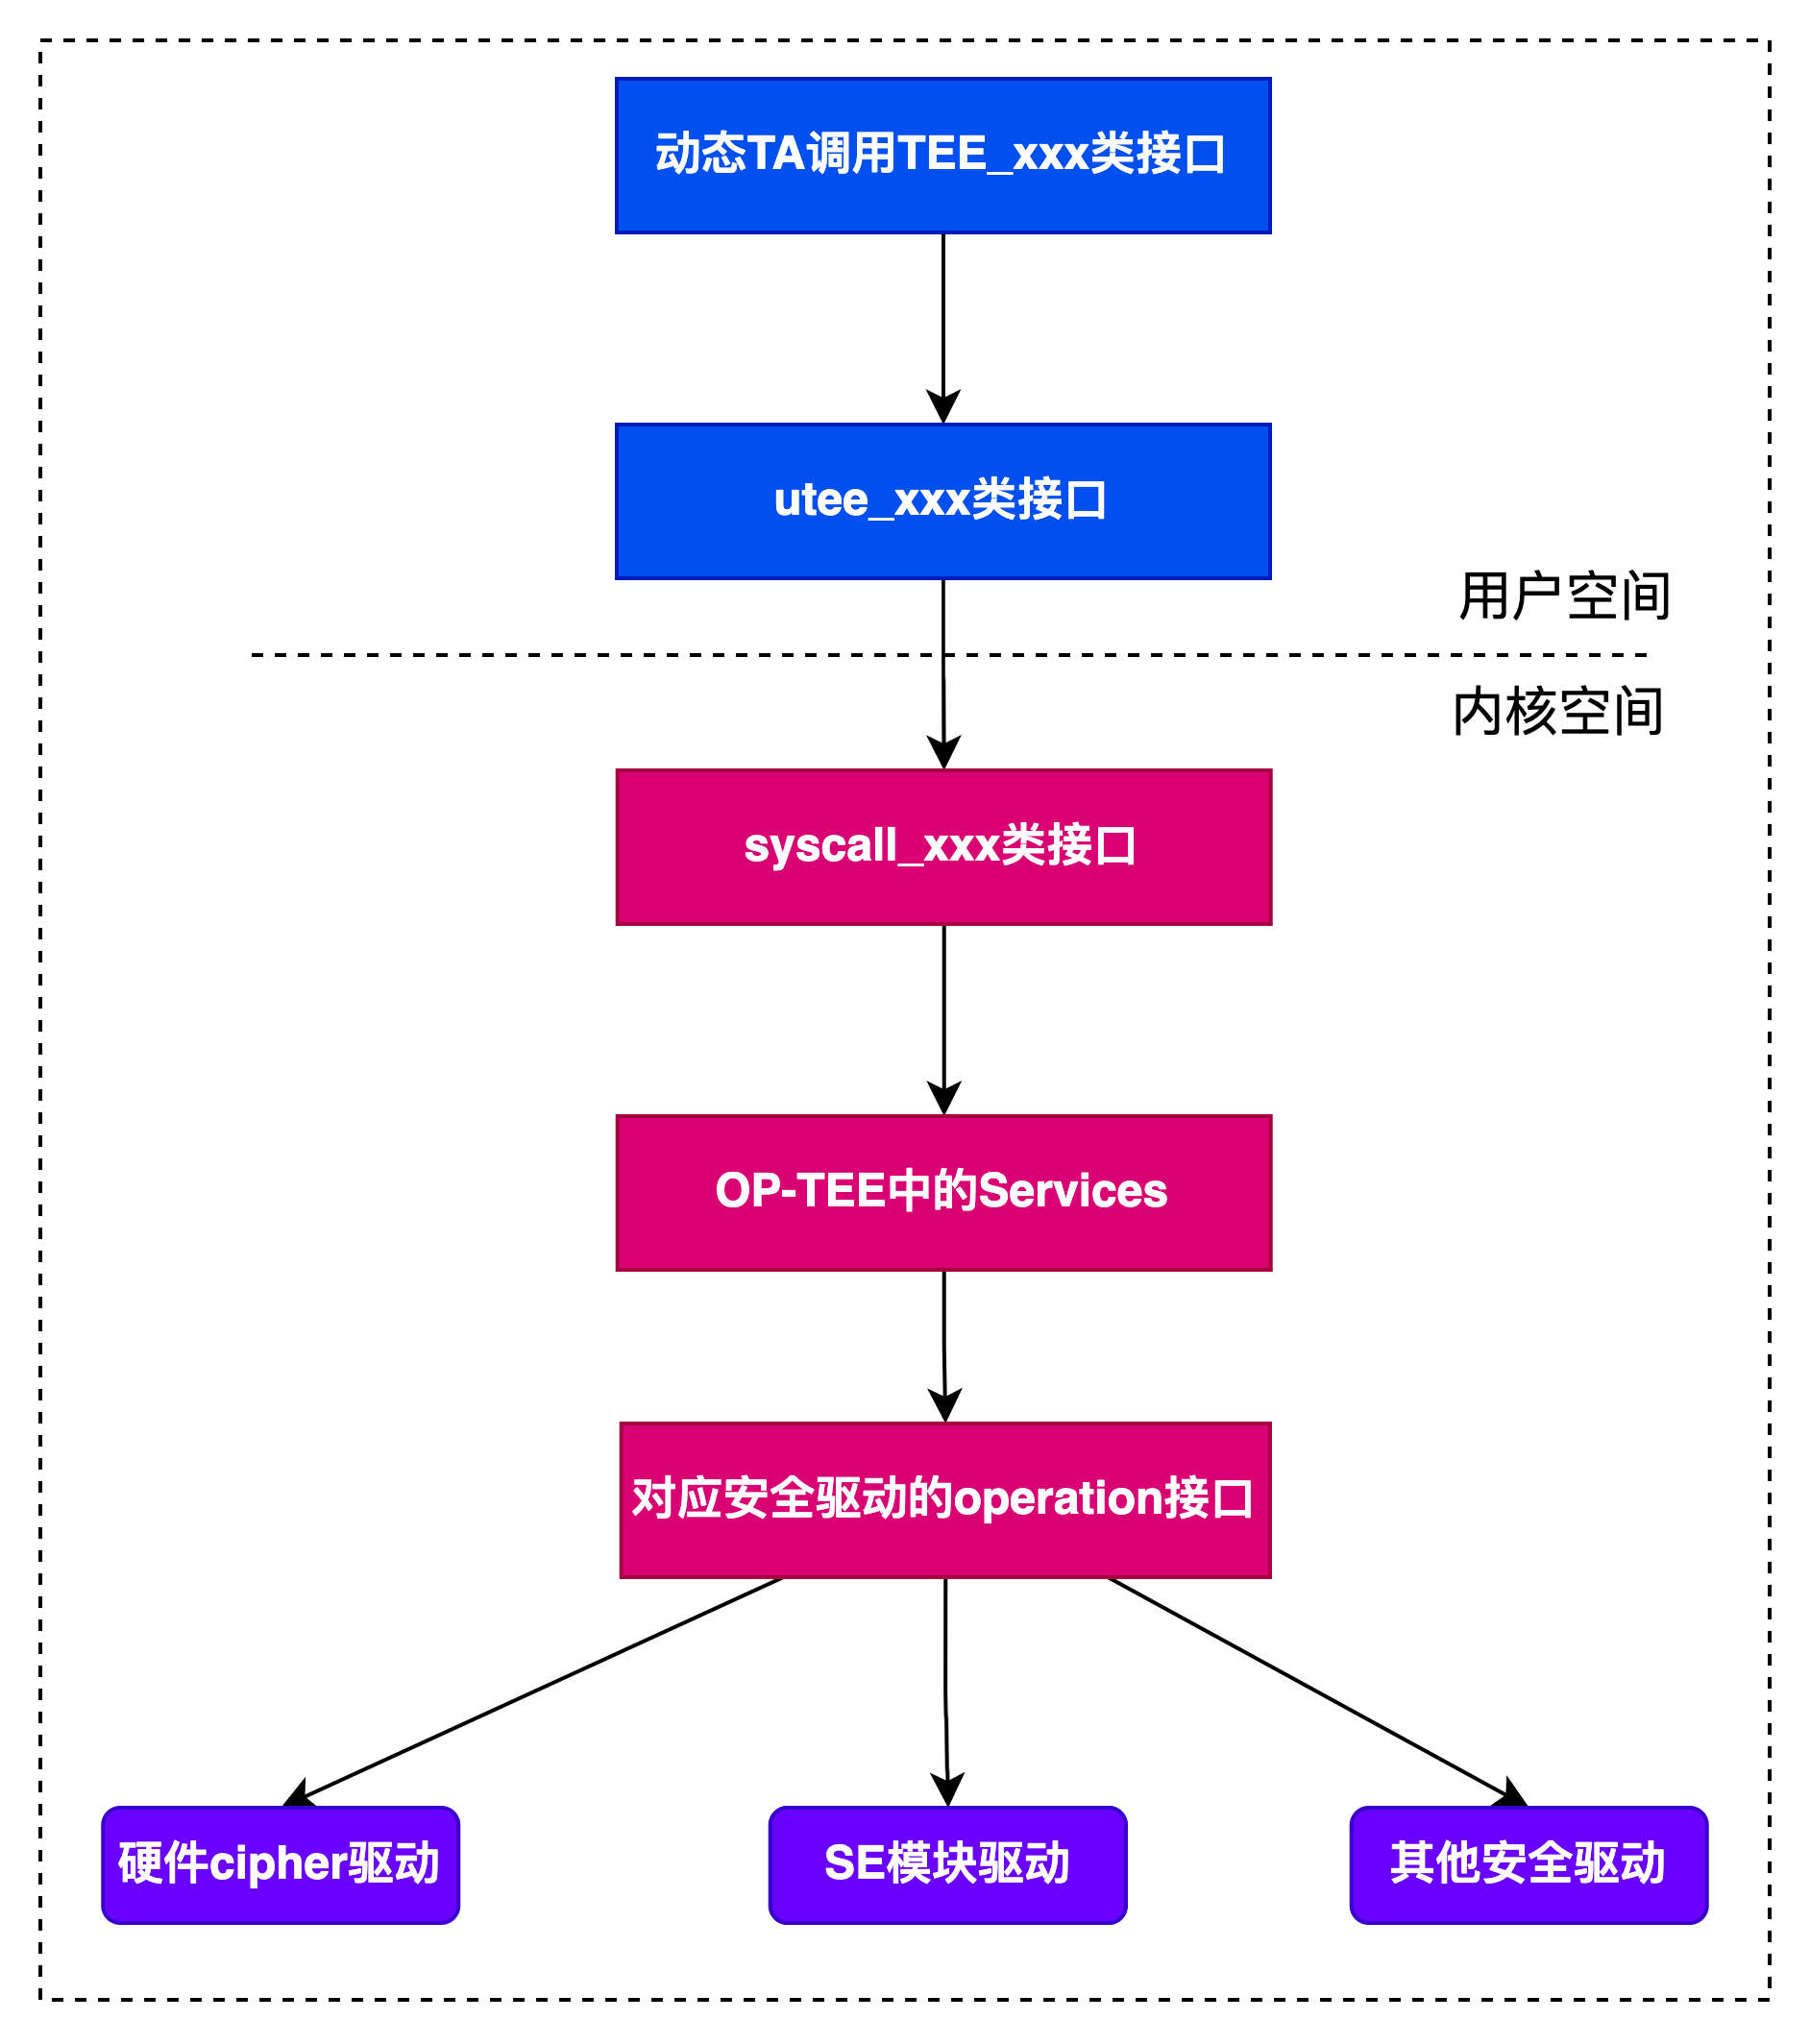 动态TA调用TEE_xxx类接口
utee_xxx类接口
用户空间
内核空间
syscall_xxx类接口
OP-TEE中的Services
对应安全驱动的operation接口
硬件cipher驱动
SE模块驱动
其他安全驱动